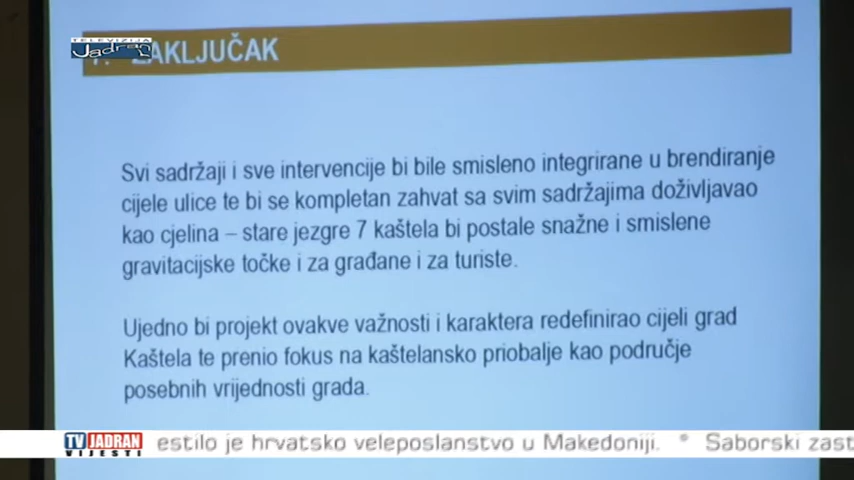 TELEVIZIJA
Jadran
7. ZAKLJUČAK
Svi sadržaji i sve intervencije bi bile smisleno integrirane u brendiranje
cijele ulice te bi se kompletan zahvat sa svim sadržajima doživljavao
kao cjelina – stare jezgre 7 kaštela bi postale snažne i smislene
gravitacijske točke i za građane i za turiste.
Ujedno bi projekt ovakve važnosti i karaktera redefinirao cijeli grad
Kaštela te prenio fokus na kaštelansko priobalje kao područje
posebnih vrijednosti grada.
TV JADRAN
VIJESTI
estilo je hrvatsko veleposlanstvo u Makedoniji. * Saborski zast